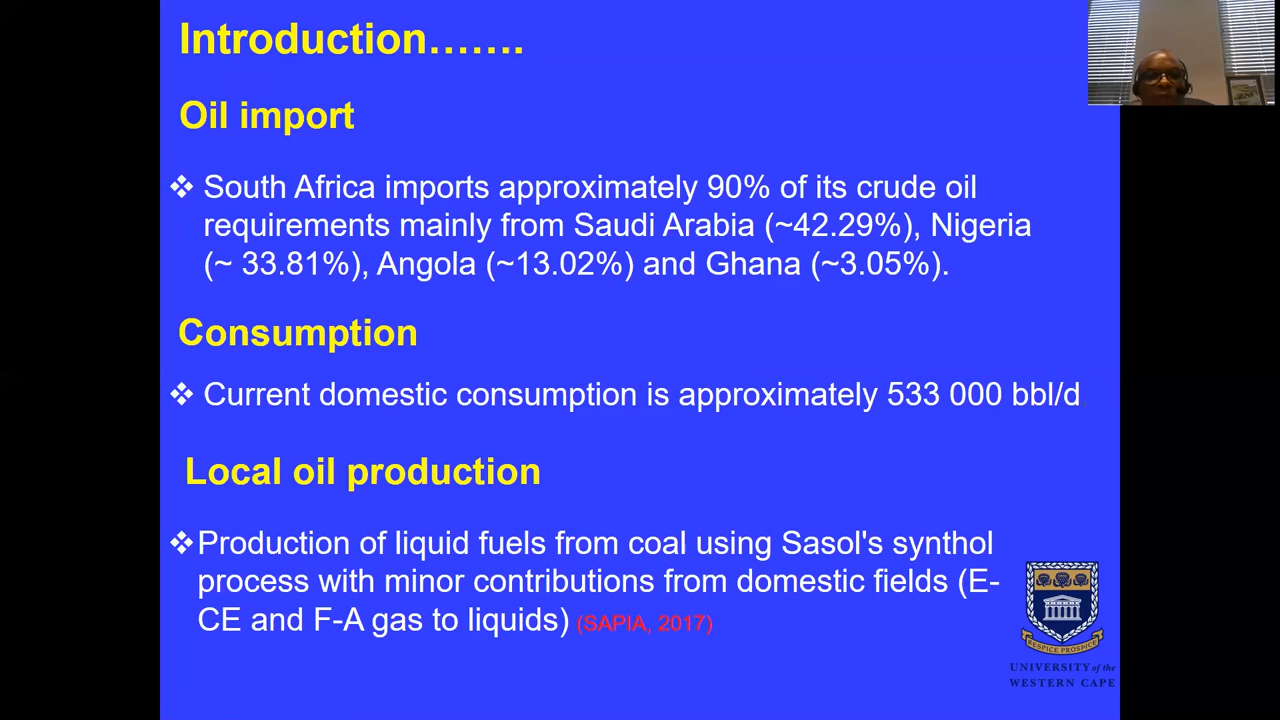 Introduction.......
Oil import
❖ South Africa imports approximately 90% of its crude oil
requirements mainly from Saudi Arabia (~42.29%), Nigeria
(~ 33.81%), Angola (~13.02%) and Ghana (~3.05%).
Consumption
❖ Current domestic consumption is approximately 533 000 bbl/d
Local oil production
❖Production of liquid fuels from coal using Sasol's synthol
process with minor contributions from domestic fields (E-
CE and F-A gas to liquids) (SAPIA, 2017)
RESPICE PROSPICE
UNIVERSITY of the
WESTERN CAPE